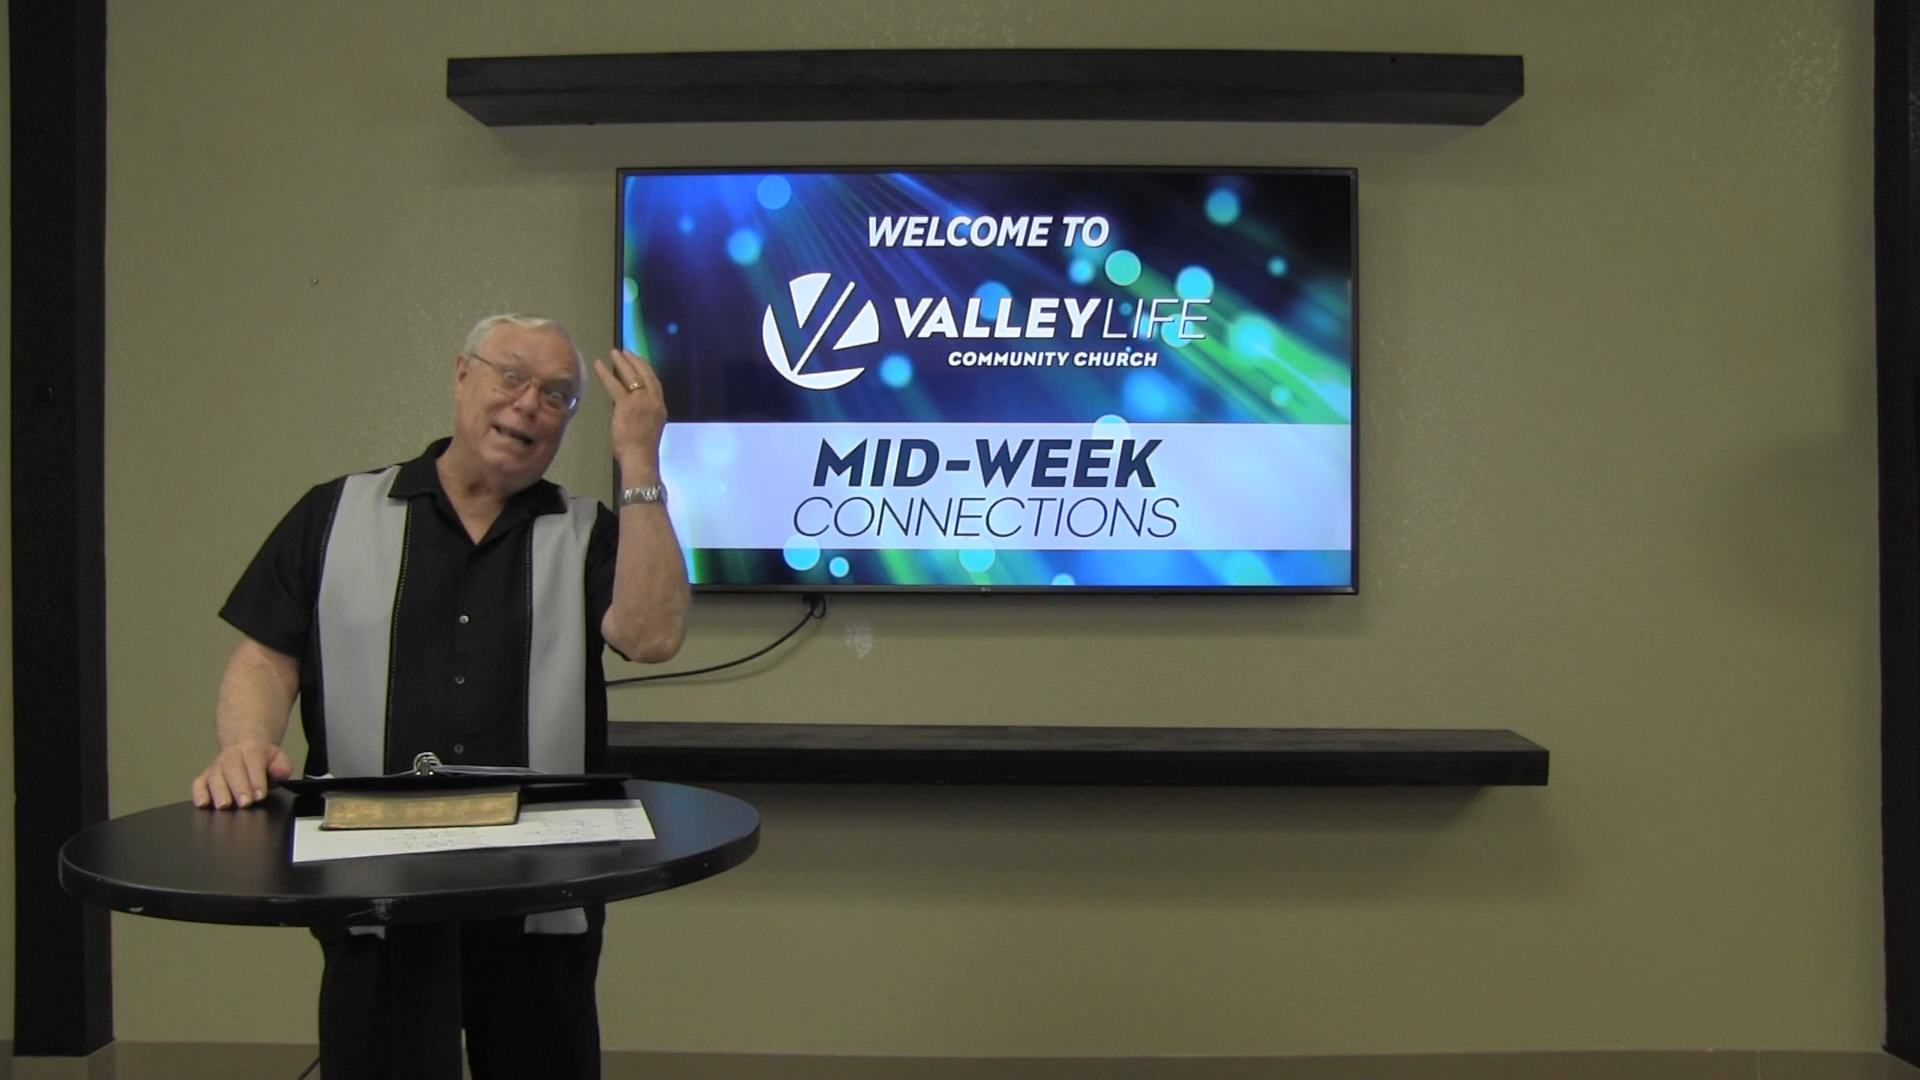 WELCOME TO
VALLEYLIFE
COMMUNITY CHURCH
MID-WEEK
CONNECTIONS